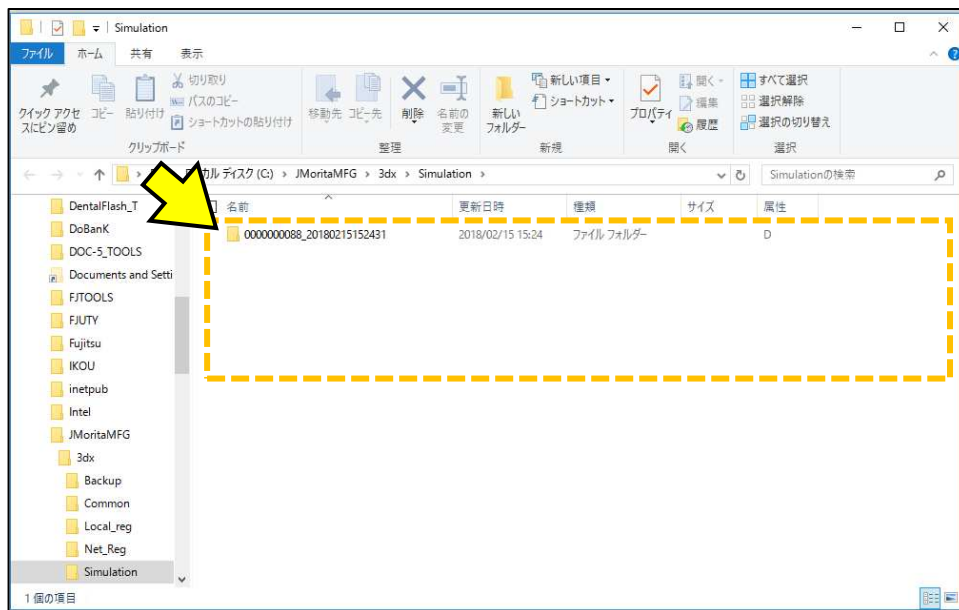 Simulation
ファイル ホーム 共有 表示
クイック アクセスにピン留め
コピー
貼り付け
切り取り
パスのコピー
ショートカットの貼り付け
クリップボード
移動先
コピー先
削除
名前の変更
整理
新しいフォルダー
新しい項目
ショートカット
新規
プロパティ
開く
編集
履歴
開く
すべて選択
選択解除
選択の切り替え
選択
カル ディスク (C:) › JMoritaMFG › 3dx › Simulation ›
Simulationの検索
名前 更新日時 種類 サイズ 属性
0000000088_20180215152431 2018/02/15 15:24 ファイル フォルダー D
DentalFlash_T
DoBanK
DOC-5_TOOLS
Documents and Setti
FJTOOLS
FJUTY
Fujitsu
IKOU
inetpub
Intel
JMoritaMFG
3dx
Backup
Common
Local_reg
Net_Reg
Simulation
1 個の項目